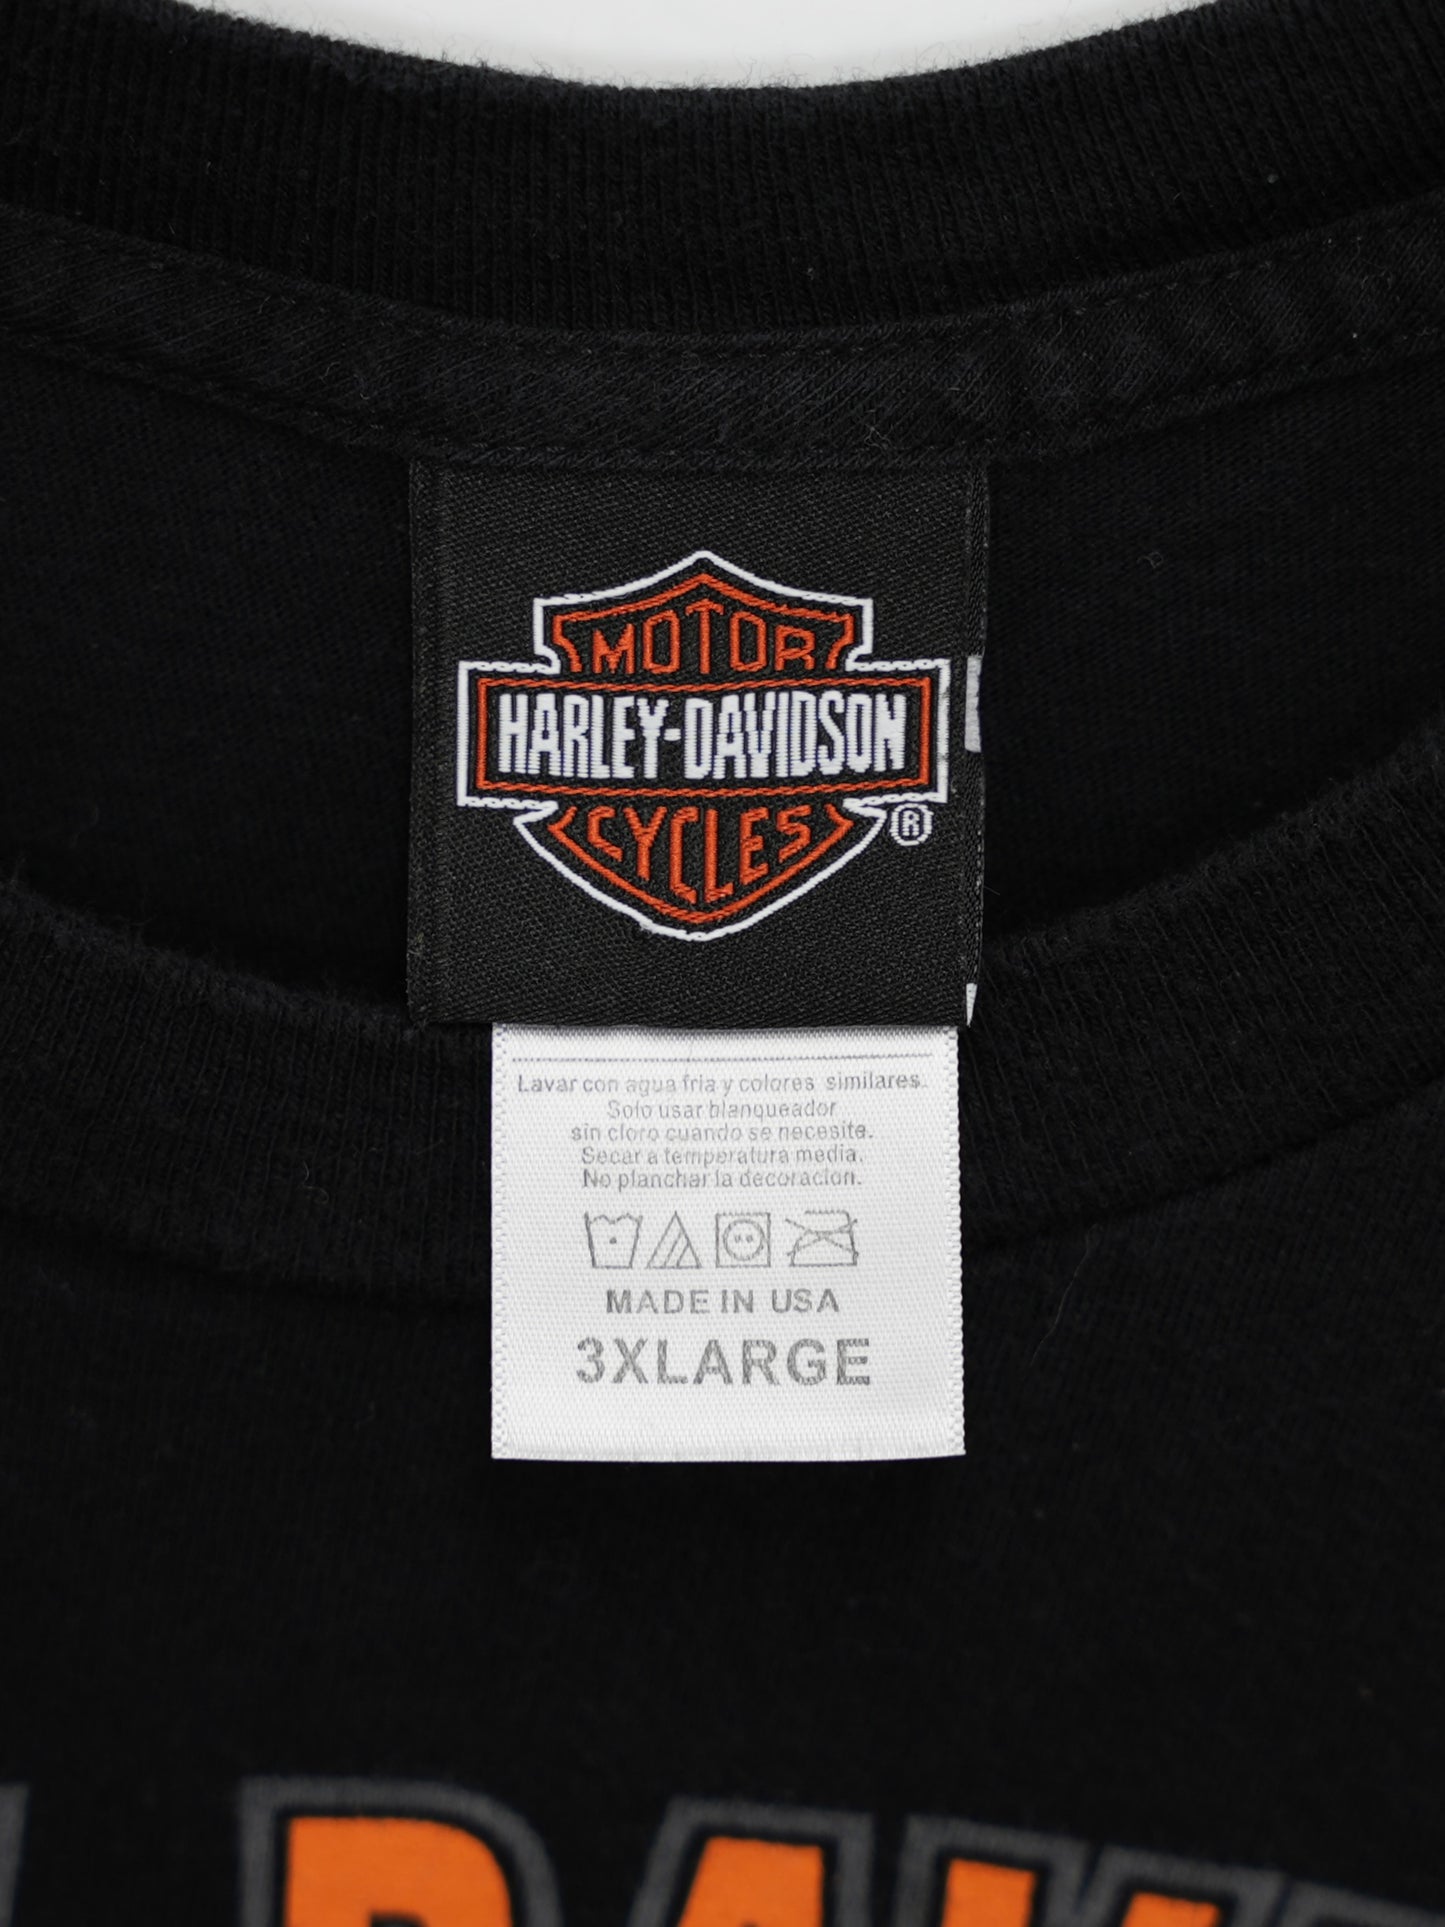 MOTOR
HARLEY-DAVIDSON
CYCLES
®
Lavar con agua fria y colores similares.
Solo usar blanqueador
sin cloro cuando se necesite.
Secar a temperatura media.
No planchar la decoracion.
MADE IN USA
3XLARGE